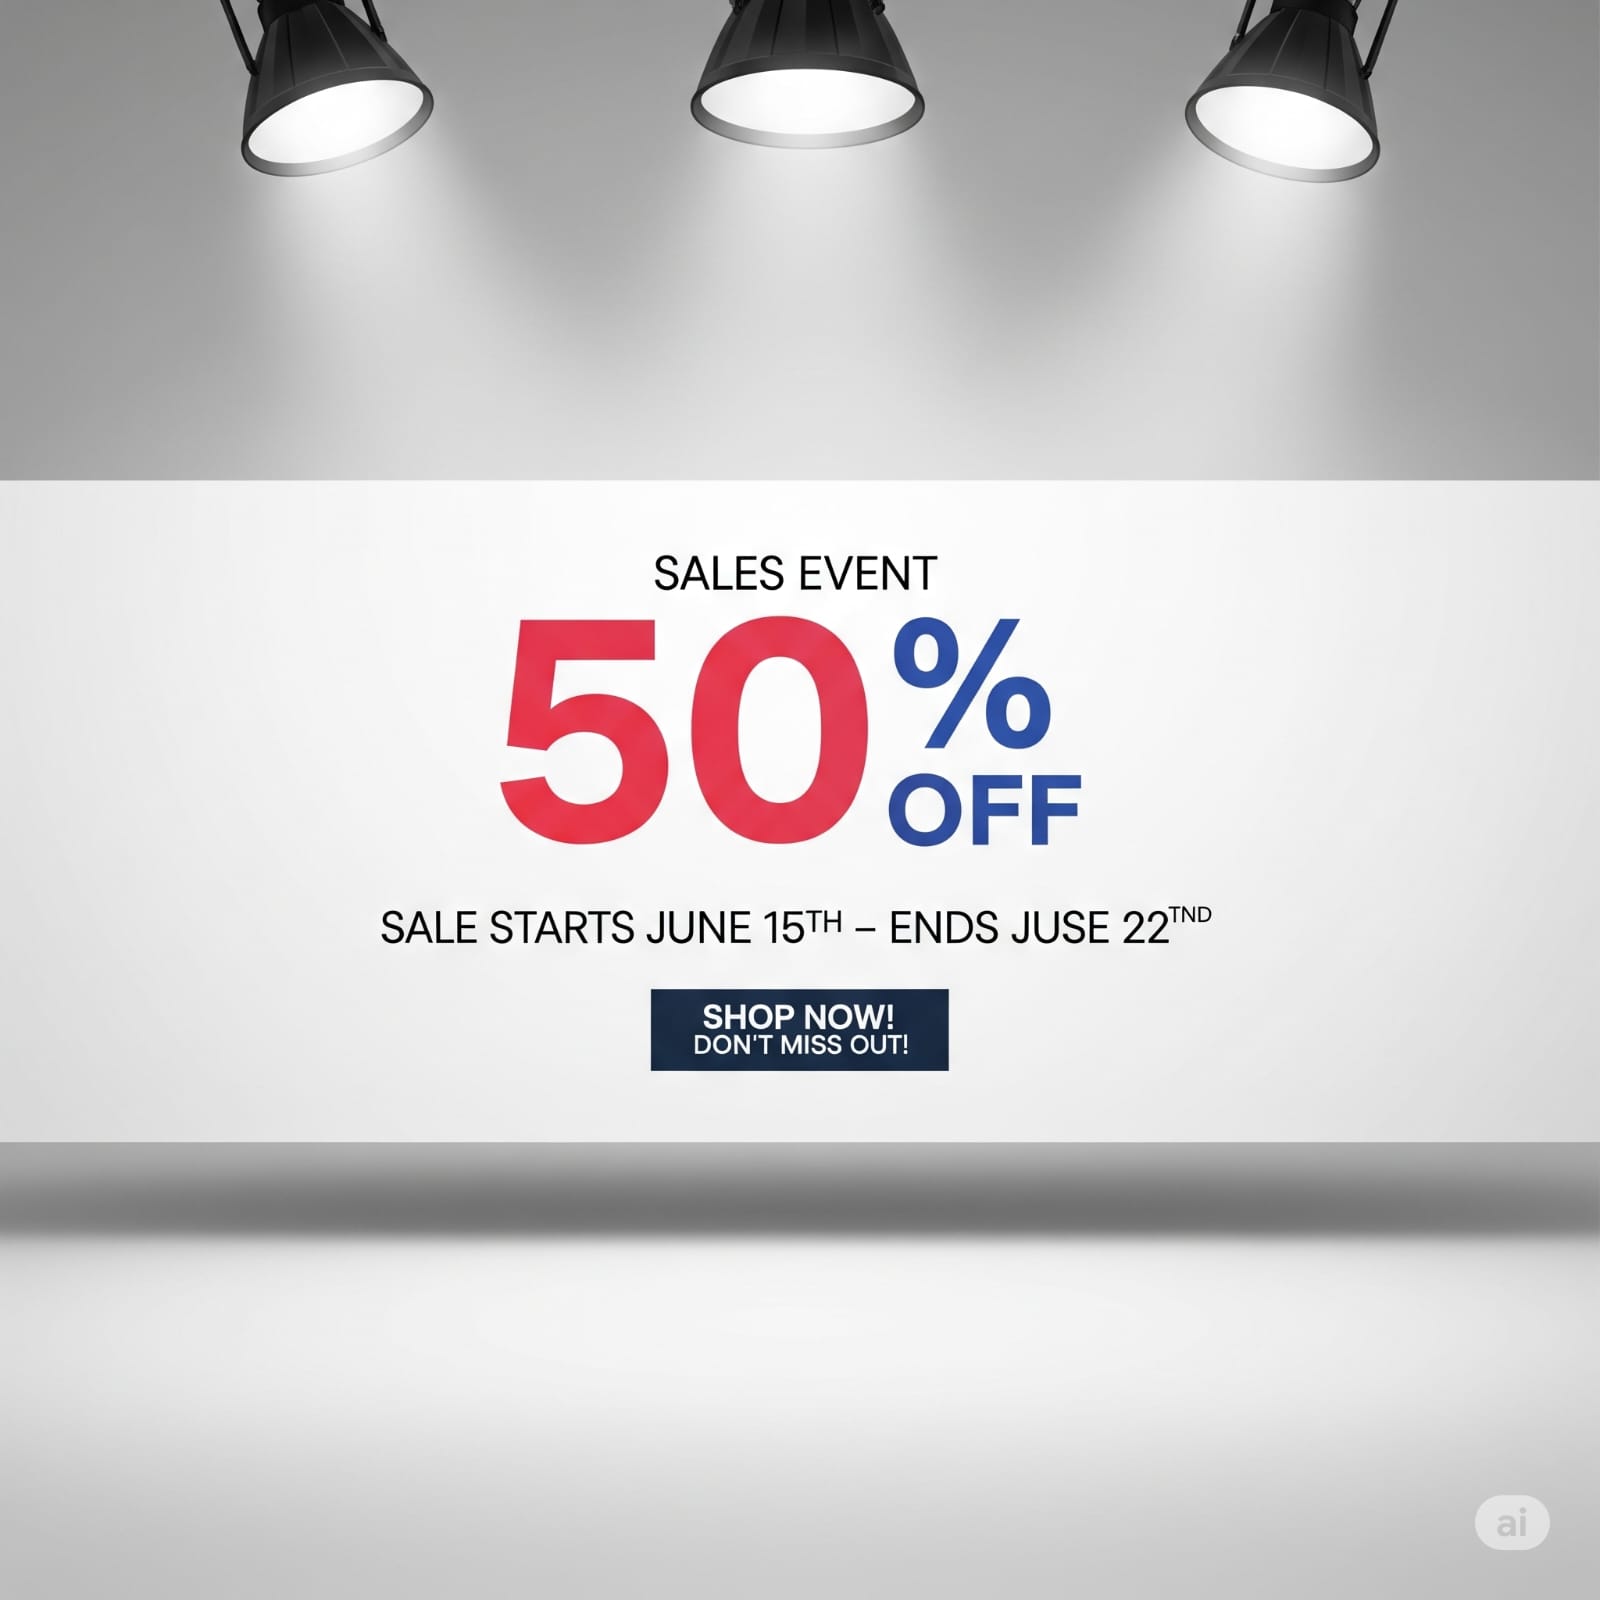 SALES EVENT
50%
OFF
SALE STARTS JUNE 15TH – ENDS JUSE 22TND
SHOP NOW!
DON'T MISS OUT!
ai